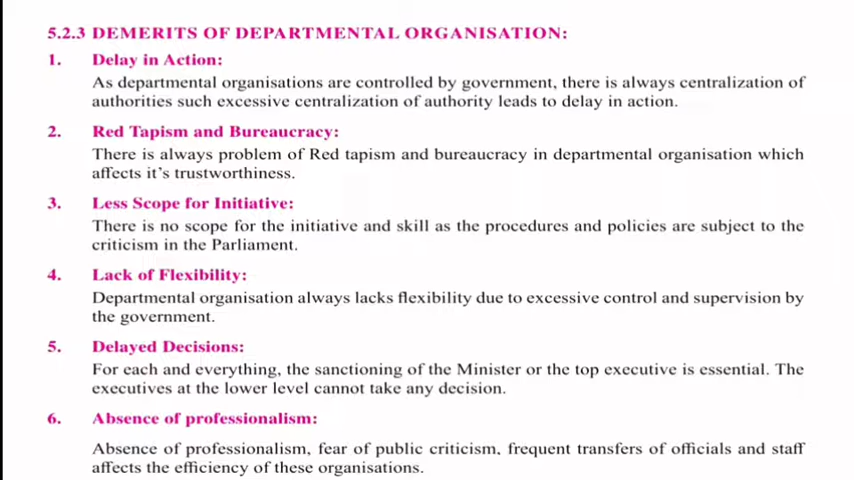 5.2.3 DEMERITS OF DEPARTMENTAL ORGANISATION:
1. Delay in Action:
As departmental organisations are controlled by government, there is always centralization of
authorities such excessive centralization of authority leads to delay in action.
2. Red Tapism and Bureaucracy:
There is always problem of Red tapism and bureaucracy in departmental organisation which
affects it's trustworthiness.
3. Less Scope for Initiative:
There is no scope for the initiative and skill as the procedures and policies are subject to the
criticism in the Parliament.
4. Lack of Flexibility:
Departmental organisation always lacks flexibility due to excessive control and supervision by
the government.
5. Delayed Decisions:
For each and everything, the sanctioning of the Minister or the top executive is essential. The
executives at the lower level cannot take any decision.
6. Absence of professionalism:
Absence of professionalism, fear of public criticism, frequent transfers of officials and staff
affects the efficiency of these organisations.